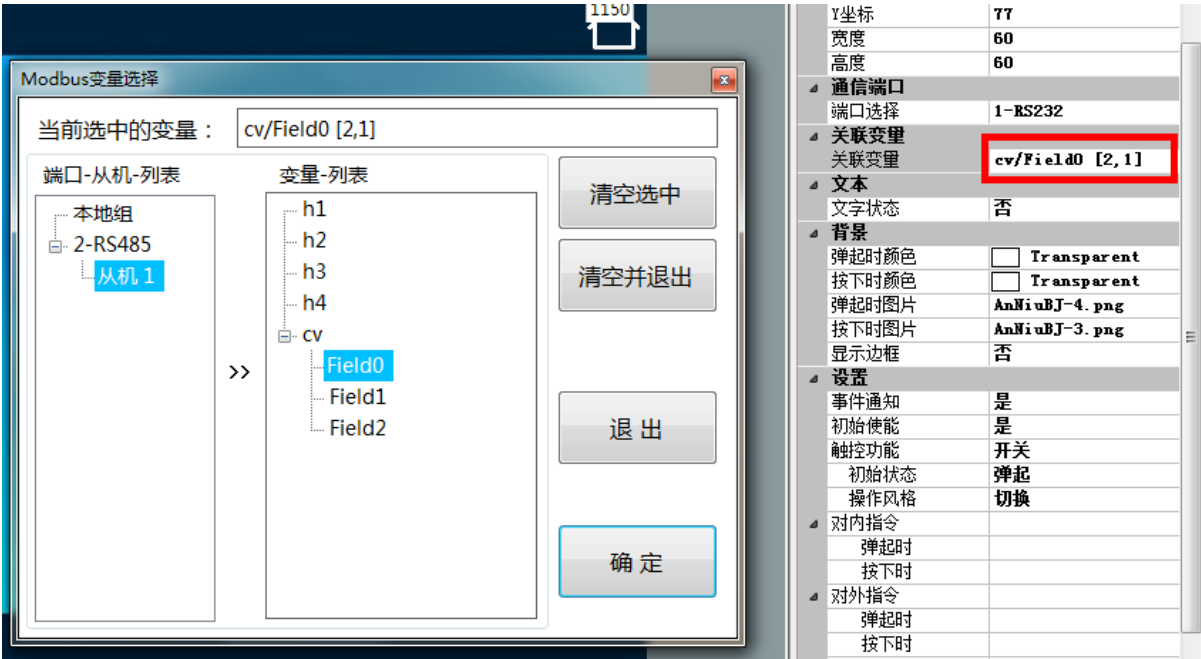 1150
Modbus变量选择
当前选中的变量：
cv/Field0 [2,1]
端口-从机-列表
本地组
2-RS485
从机 1
>>
变量-列表
h1
h2
h3
h4
cv
Field0
Field1
Field2
清空选中
清空并退出
退 出
确 定
Y坐标 77
宽度 60
高度 60
通信端口
端口选择 1-RS232
关联变量
关联变量 cv/Field0 [2,1]
文本
文字状态 否
背景
弹起时颜色 Transparent
按下时颜色 Transparent
弹起时图片 AnNiuBJ-4.png
按下时图片 AnNiuBJ-3.png
显示边框 否
设置
事件通知 是
初始使能 是
触控功能 开关
初始状态 弹起
操作风格 切换
对内指令
弹起时
按下时
对外指令
弹起时
按下时